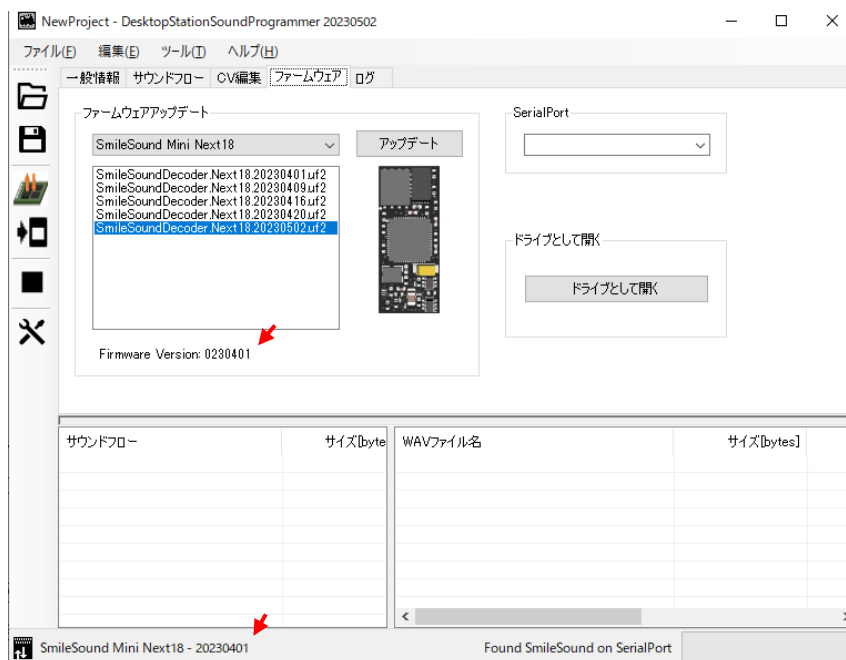 NewProject - DesktopStationSoundProgrammer 20230502
ファイル(F) 編集(E) ツール(T) ヘルプ(H)
一般情報 サウンドフロー CV編集 ファームウェア ログ
ファームウェアアップデート
SmileSound Mini Next18
アップデート
SmileSoundDecoder.Next18.20230401.uf2
SmileSoundDecoder.Next18.20230409.uf2
SmileSoundDecoder.Next18.20230416.uf2
SmileSoundDecoder.Next18.20230420.uf2
SmileSoundDecoder.Next18.20230502.uf2
Firmware Version: 0230401
SerialPort
ドライブとして開く
ドライブとして開く
サウンドフロー サイズ[byte WAVファイル名 サイズ[bytes]
SmileSound Mini Next18 - 20230401 Found SmileSound on SerialPort